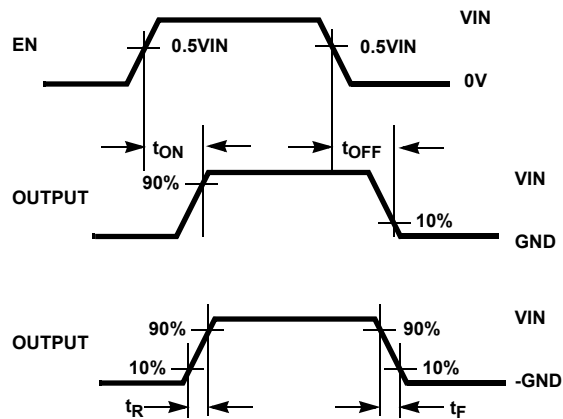 VIN
EN
0.5VIN
0.5VIN
0V
tON
tOFF
90%
VIN
OUTPUT
10%
GND
VIN
90%
90%
OUTPUT
10%
10%
-GND
tR
tF